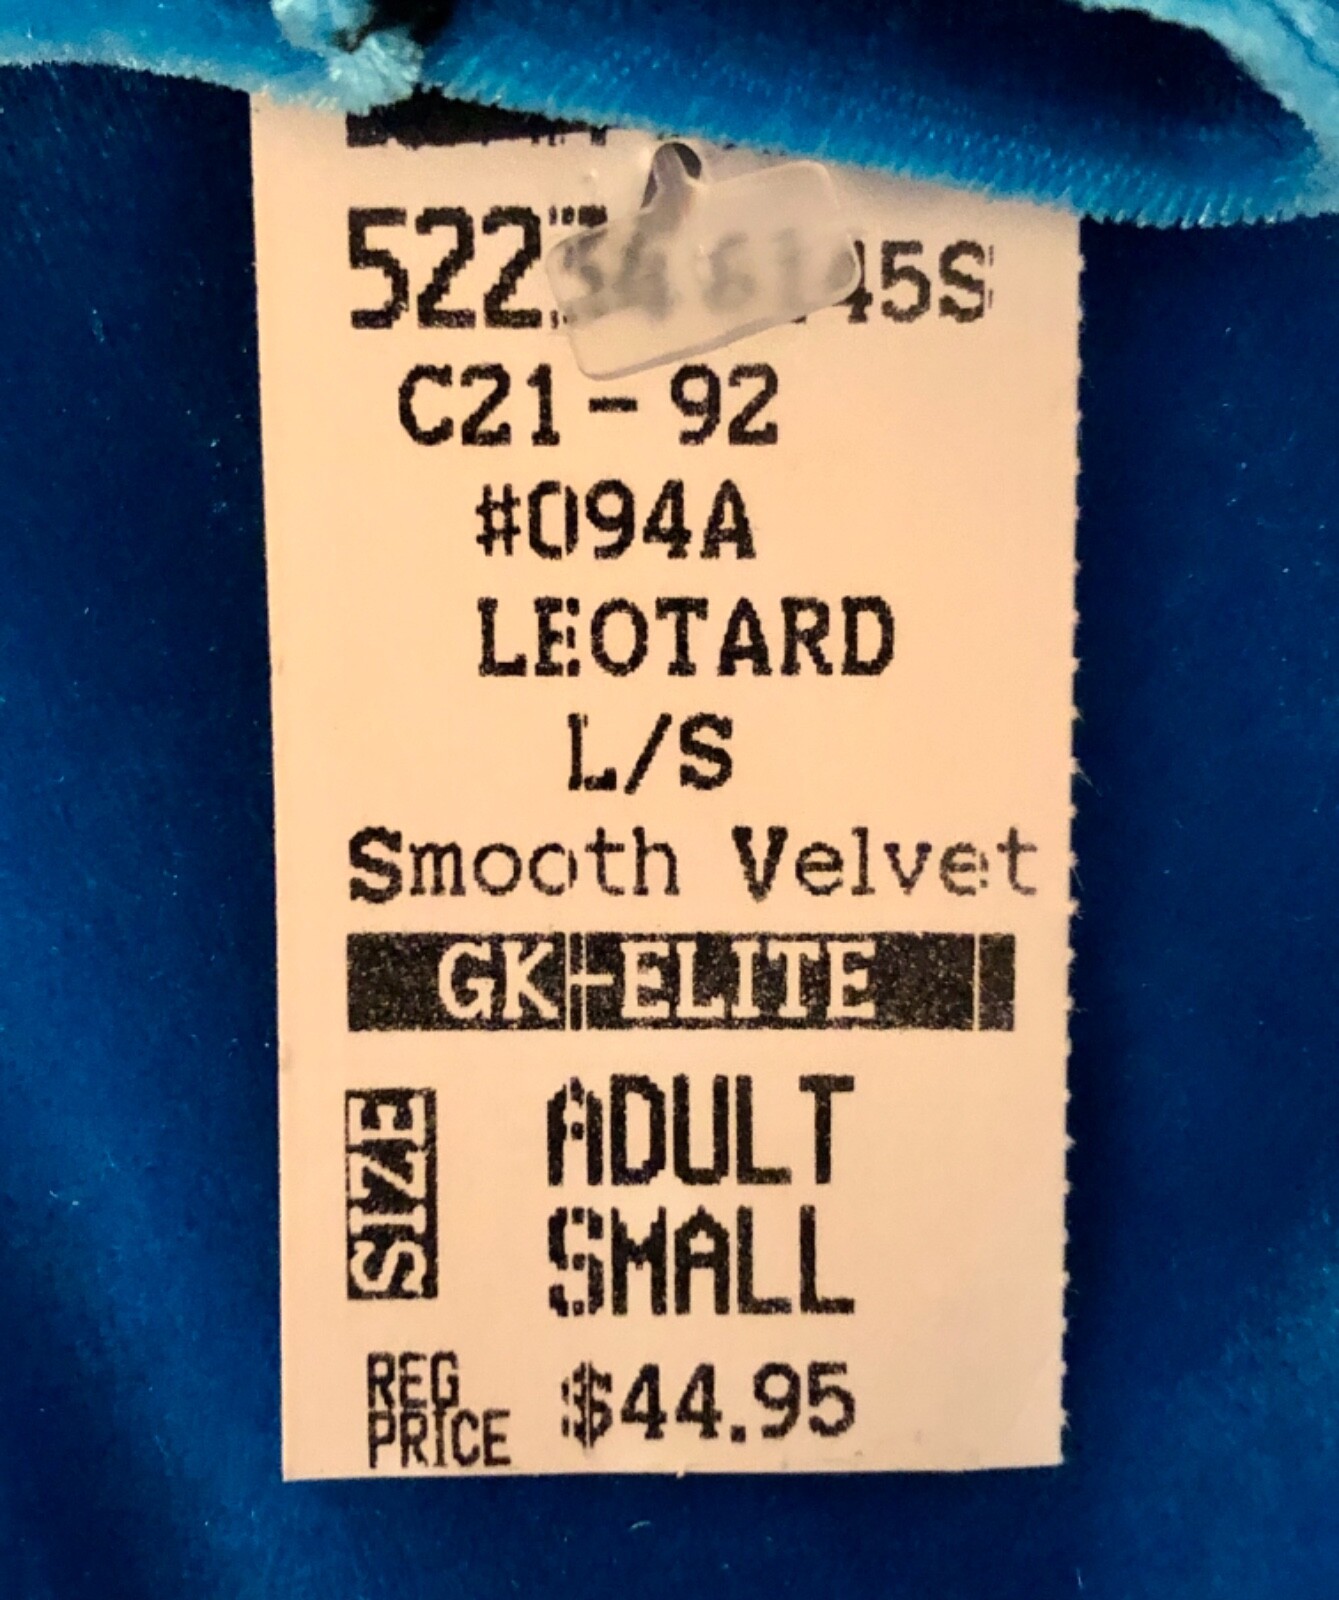 C21-92
#094A
LEOTARD
L/S
Smooth Velvet
GK-ELITE
SIZE
ADULT
SMALL
REG
PRICE $44.95